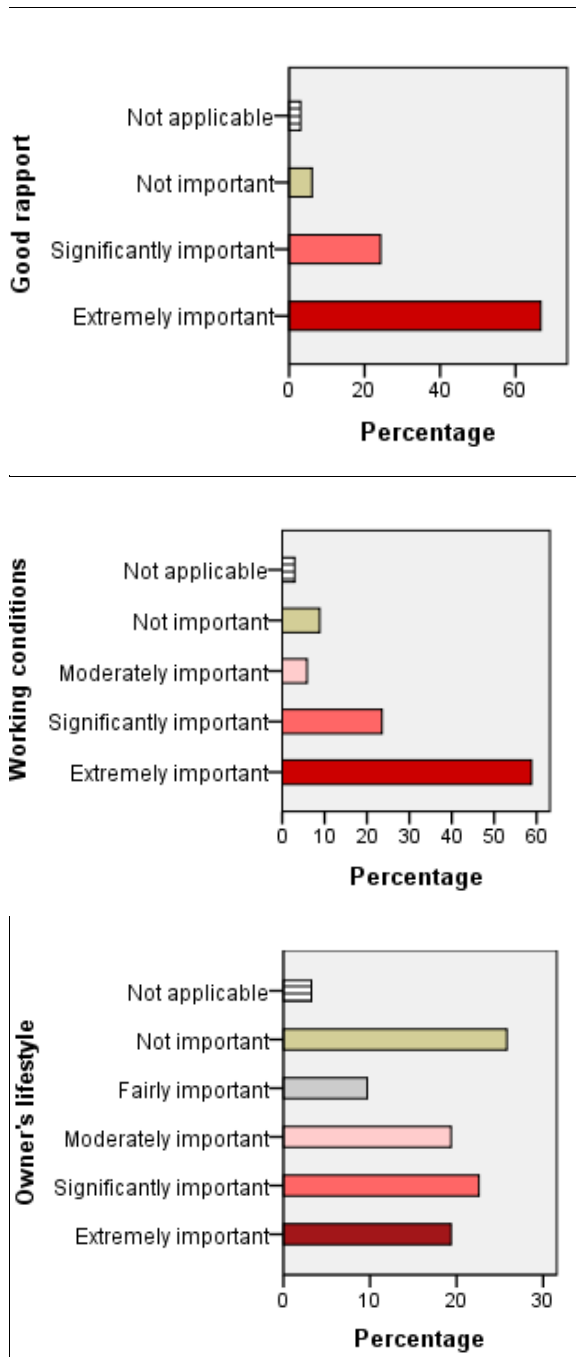 Good rapport
Not applicable
Not important
Significantly important
Extremely important
0 20 40 60
Percentage
Working conditions
Not applicable
Not important
Moderately important
Significantly important
Extremely important
0 10 20 30 40 50 60
Percentage
Owner's lifestyle
Not applicable
Not important
Fairly important
Moderately important
Significantly important
Extremely important
0 10 20 30
Percentage